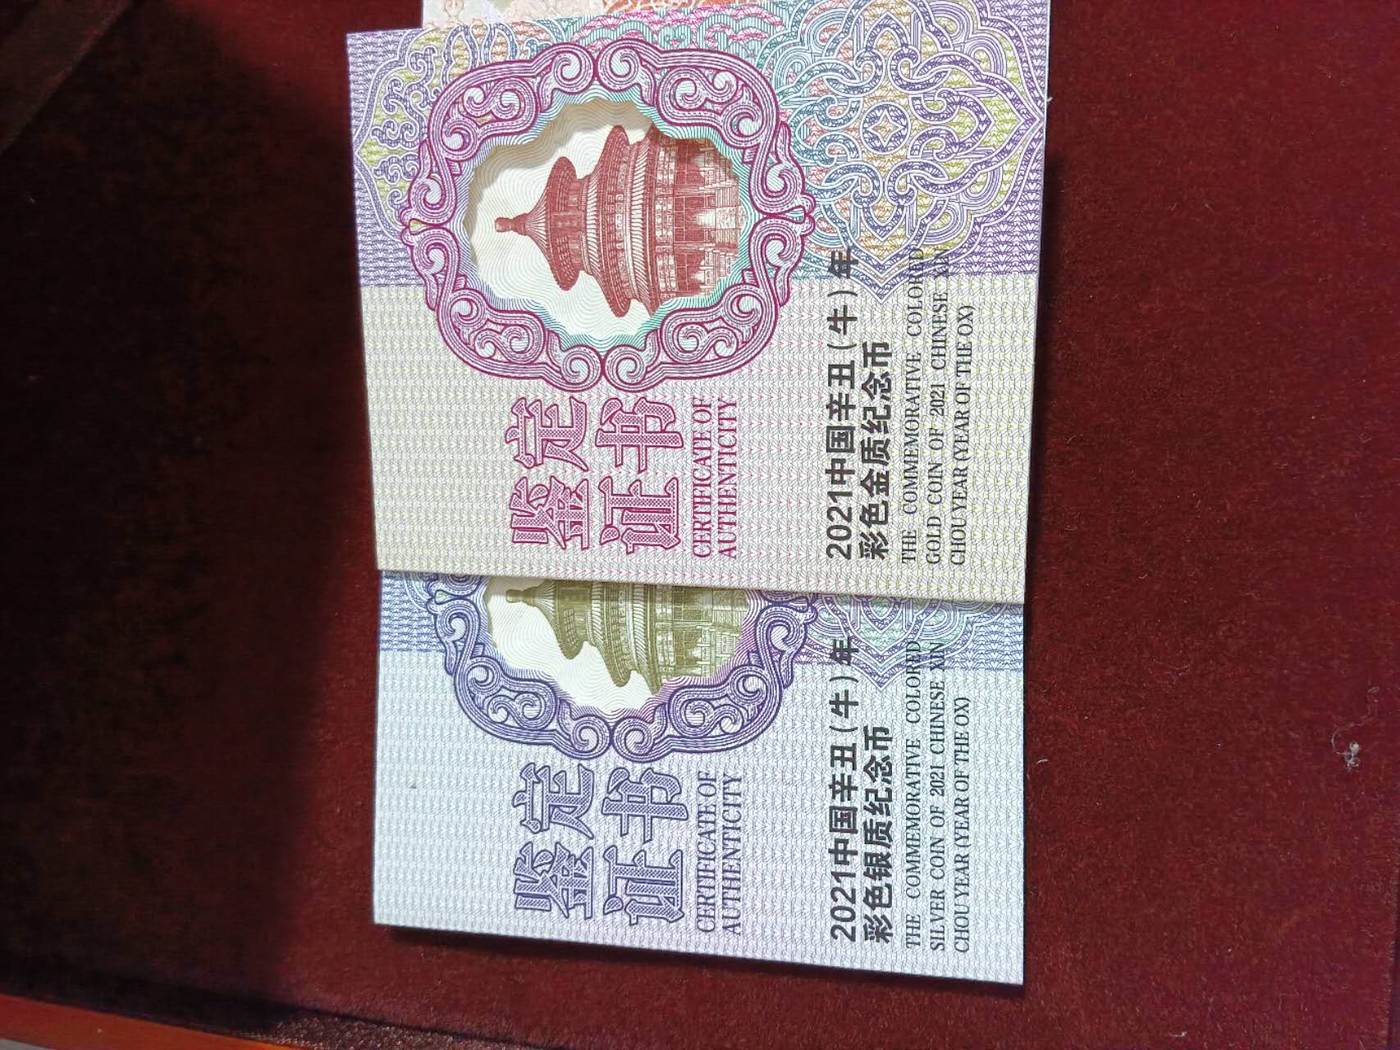 鉴定
证书
CERTIFICATE OF
AUTHENTICITY
2021中国辛丑(牛)年
彩色金质纪念币
THE COMMEMORATIVE COLORED
GOLD COIN OF 2021 CHINESE XIN
CHOU YEAR (YEAR OF THE OX)
鉴定
证书
CERTIFICATE OF
AUTHENTICITY
2021中国辛丑(牛)年
彩色银质纪念币
THE COMMEMORATIVE COLORED
SILVER COIN OF 2021 CHINESE XIN
CHOU YEAR (YEAR OF THE OX)